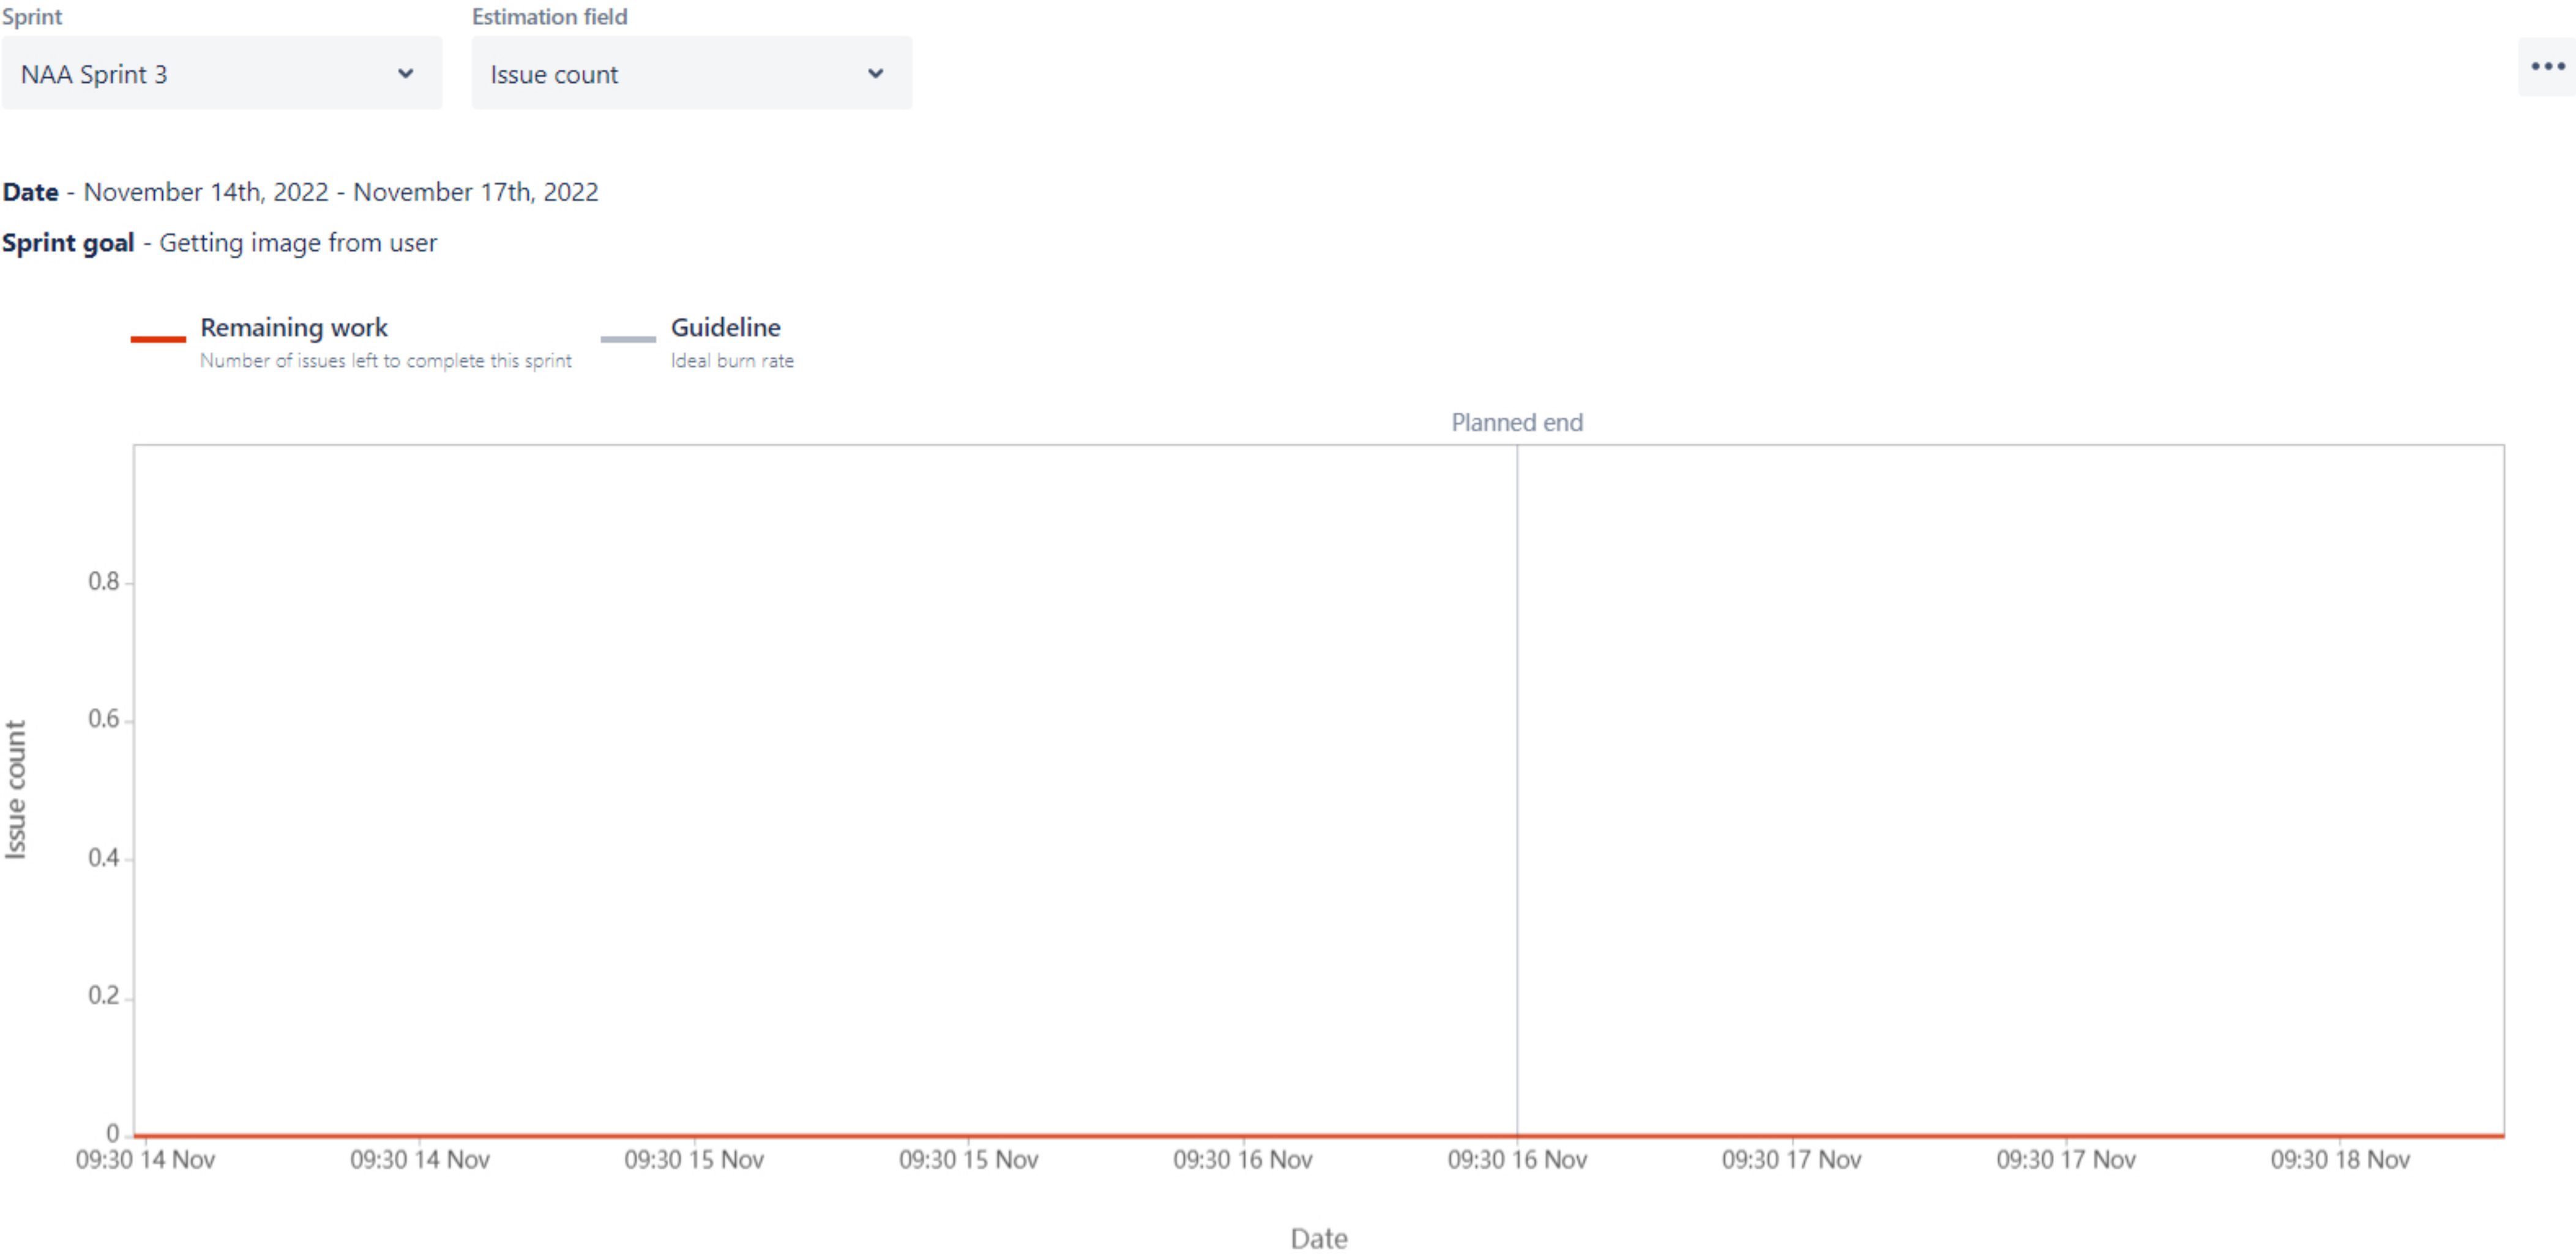 Sprint
Estimation field
NAA Sprint 3
Issue count
Date - November 14th, 2022 - November 17th, 2022
Sprint goal - Getting image from user
Remaining work
Number of issues left to complete this sprint
Guideline
Ideal burn rate
Planned end
0.8
0.6
0.4
0.2
0
Issue count
09:30 14 Nov
09:30 14 Nov
09:30 15 Nov
09:30 15 Nov
09:30 16 Nov
09:30 16 Nov
09:30 17 Nov
09:30 17 Nov
09:30 18 Nov
Date